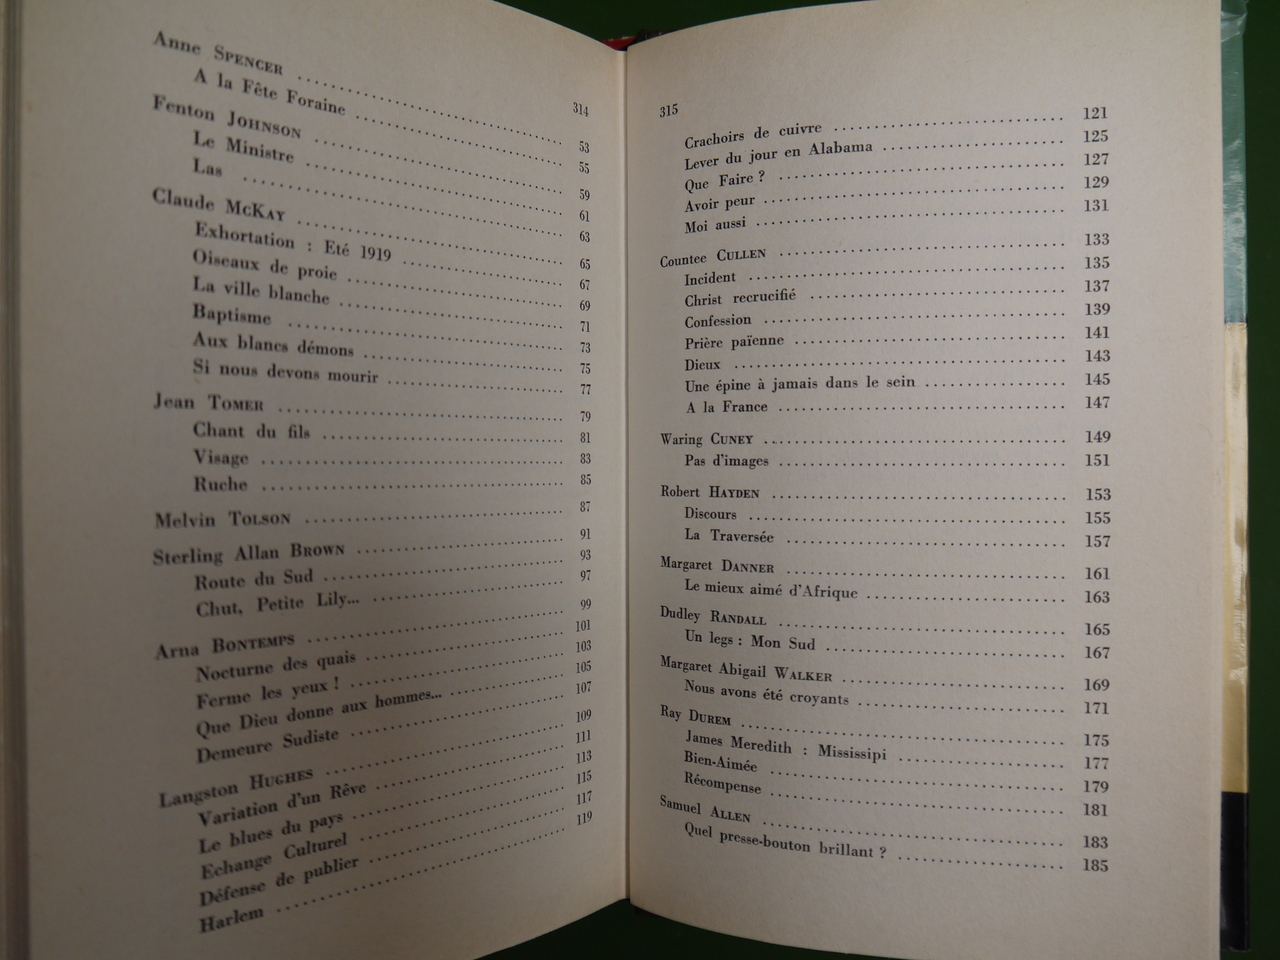 314
Anne SPENCER .......... 53
A la Fête Foraine .......... 55
Fenton JOHNSON .......... 59
Le Ministre .......... 61
Las .......... 63
Claude MCKAY .......... 65
Exhortation : Eté 1919 .......... 67
Oiseaux de proie .......... 69
La ville blanche .......... 71
Baptisme .......... 73
Aux blancs démons .......... 75
Si nous devons mourir .......... 77
Jean TOMER .......... 79
Chant du fils .......... 81
Visage .......... 83
Ruche .......... 85
Melvin TOLSON .......... 87
Sterling Allan BROWN .......... 91
Route du Sud .......... 93
Chut, Petite Lily... .......... 97
Arna BONTEMPS .......... 99
Nocturne des quais .......... 101
Ferme les yeux ! .......... 103
Que Dieu donne aux hommes... .......... 105
Demeure Sudiste .......... 107
Langston HUGHES .......... 109
Variation d'un Rêve .......... 111
Le blues du pays .......... 113
Echange Culturel .......... 115
Défense de publier .......... 117
Harlem .......... 119
315
Crachoirs de cuivre .......... 121
Lever du jour en Alabama .......... 125
Que Faire ? .......... 127
Avoir peur .......... 129
Moi aussi .......... 131
Countee CULLEN .......... 133
Incident .......... 135
Christ recrucifié .......... 137
Confession .......... 139
Prière païenne .......... 141
Dieux .......... 143
Une épine à jamais dans le sein .......... 145
A la France .......... 147
Waring CUNEY .......... 149
Pas d'images .......... 151
Robert HAYDEN .......... 153
Discours .......... 155
La Traversée .......... 157
Margaret DANNER .......... 161
Le mieux aimé d'Afrique .......... 163
Dudley RANDALL .......... 165
Un legs : Mon Sud .......... 167
Margaret Abigail WALKER .......... 169
Nous avons été croyants .......... 171
Ray DUREM .......... 175
James Meredith : Mississipi .......... 177
Bien-Aimée .......... 179
Récompense .......... 181
Samuel ALLEN .......... 183
Quel presse-bouton brillant ? .......... 185